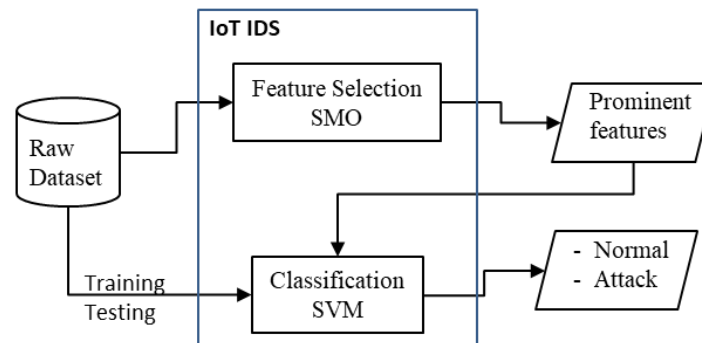 IoT IDS
Feature Selection
SMO
Prominent
features
Raw
Dataset
Training
Testing
Classification
SVM
- Normal
- Attack